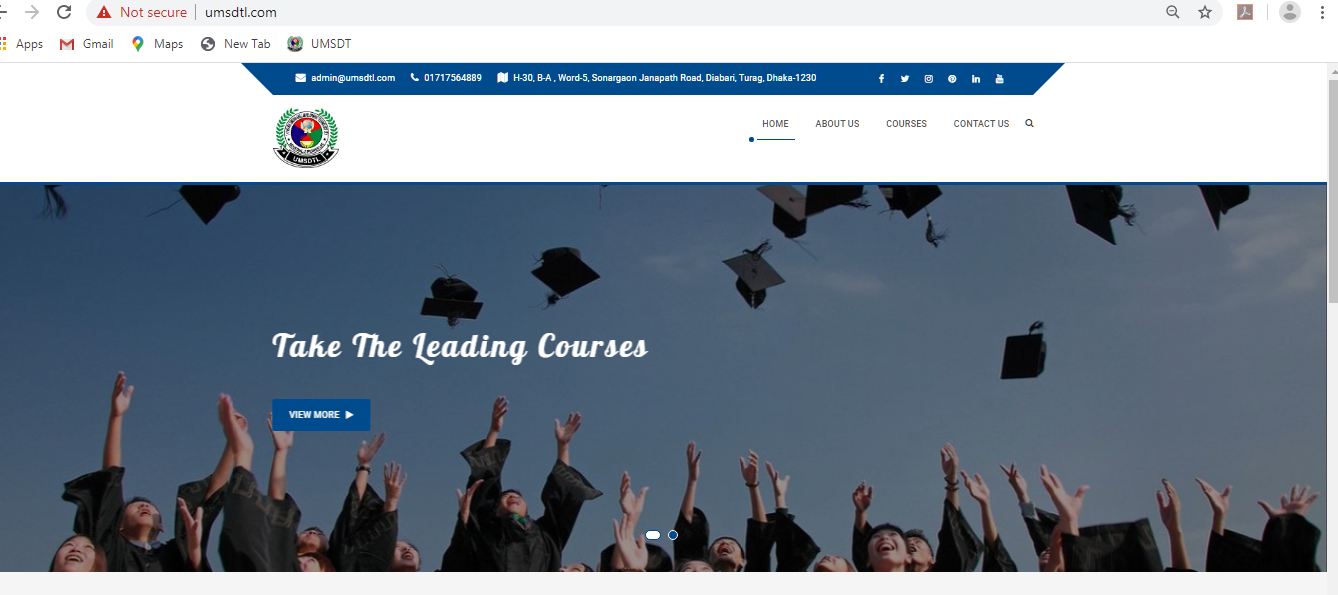 Not secure umsdtl.com
Apps Gmail Maps New Tab UMSDT
admin@umsdtl.com 01717564889 H-30, B-A , Word-5, Sonargaon Janapath Road, Diabari, Turag, Dhaka-1230
HOME ABOUT US COURSES CONTACT US
UMSDTL
Take The Leading Courses
VIEW MORE